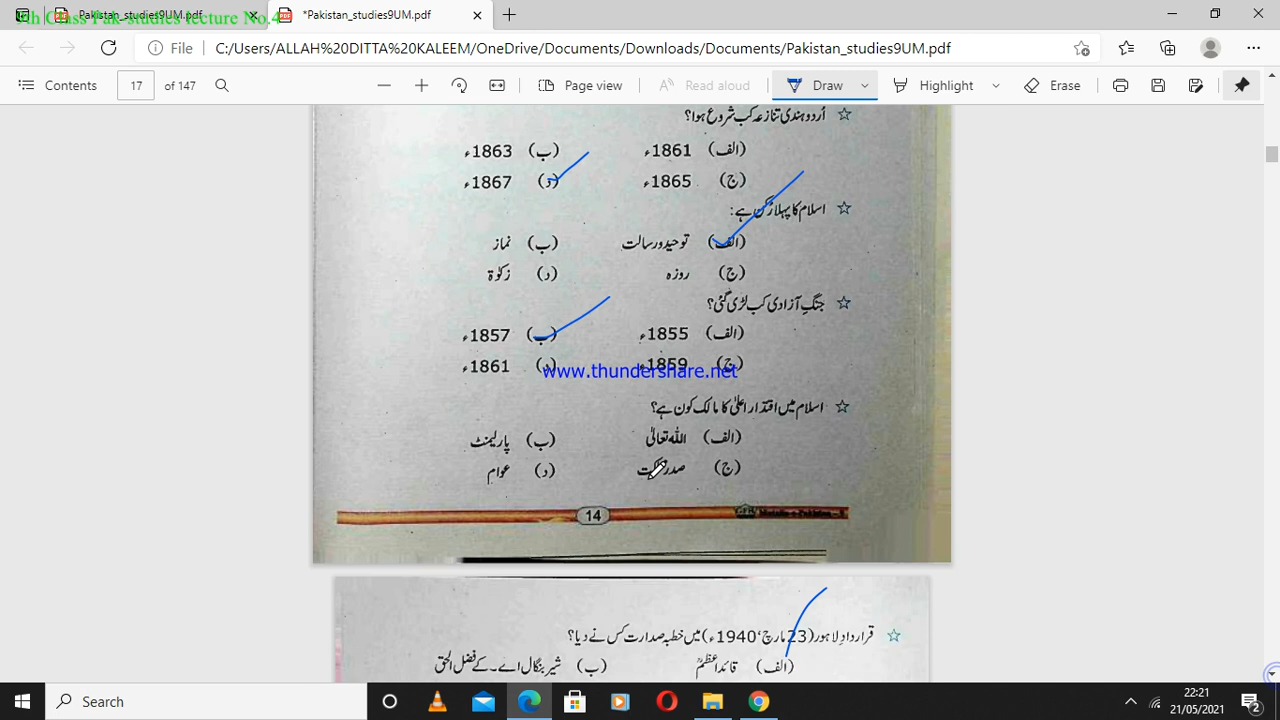 9th Class Pak-studies lecture No.4
Pakistan_studies9UM.pdf
*Pakistan_studies9UM.pdf
File C:/Users/ALLAH%20DITTA%20KALEEM/OneDrive/Documents/Downloads/Documents/Pakistan_studies9UM.pdf
Contents 17 of 147 Page view Read aloud Draw Highlight Erase
اُردو ہندی تنازعہ کب شروع ہوا؟
(الف) 1861ء (ب) 1863ء
(ج) 1865ء (د) 1867ء
اسلام کا پہلا رُکن ہے:
(الف) توحید و رسالت (ب) نماز
(ج) روزہ (د) زکوٰۃ
جنگِ آزادی کب لڑی گئی؟
(الف) 1855ء (ب) 1857ء
(ج) 1859ء (د) 1861ء
www.thundershare.net
اسلام میں اقتدارِ اعلیٰ کا مالک کون ہے؟
(الف) اللہ تعالیٰ (ب) پارلیمنٹ
(ج) صدر (د) عوام
14
قراردادِ لاہور (23 مارچ، 1940ء) میں خطبہ صدارت کس نے دیا؟
(الف) قائداعظمؒ (ب) شیرِ بنگال اے۔ کے فضل الحق
Search
22:21
21/05/2021
2